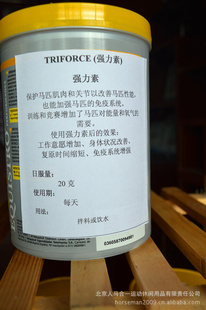 TRIFORCE (强力素)
强力素
保护马匹肌肉和关节以改善马匹性能,
也能加强马匹的免疫系统。
训练和竞赛增加了马匹对能量和氧气的
需要。
使用强力素后的效果:
工作意愿增加、身体状况改善、
复原时间缩短、免疫系统增强
日服量:
20 克
使用期:
每天
用法:
拌料或饮水
北京人马合一运动休闲用品有限责任公司